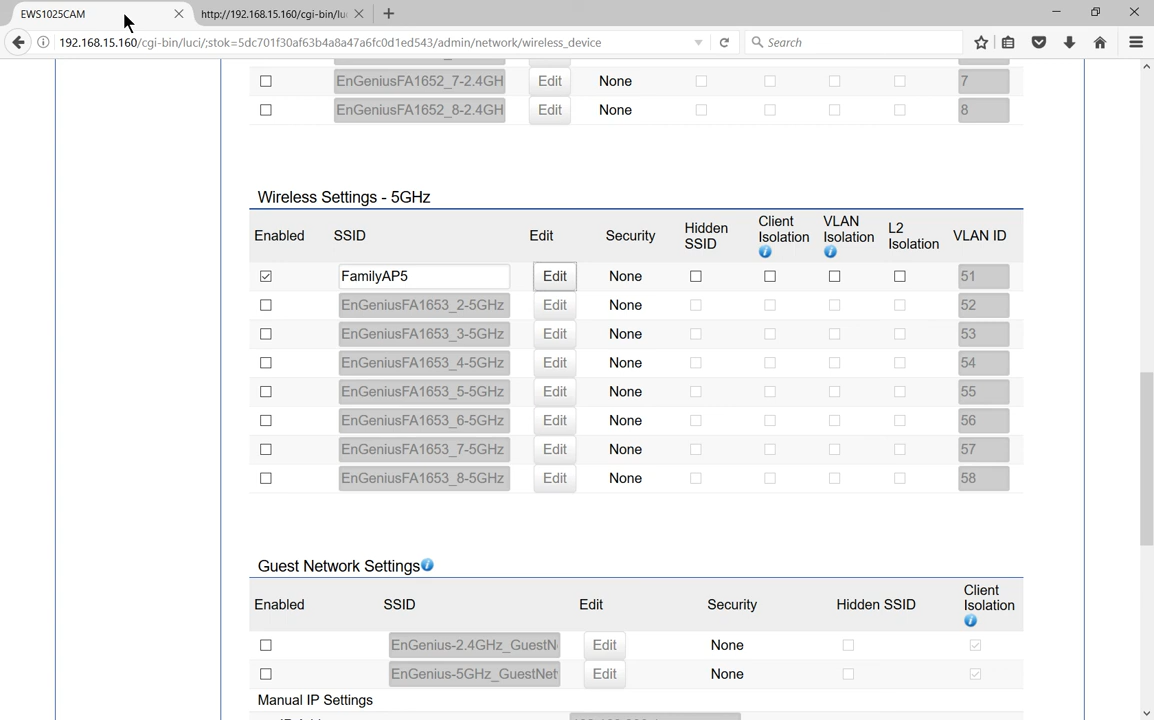 EWS1025CAM
http://192.168.15.160/cgi-bin/lu
192.168.15.160/cgi-bin/luci/;stok=5dc701f30af63b4a8a47a6fc0d1ed543/admin/network/wireless_device
Search
EnGeniusFA1652_7-2.4GH Edit None 7
EnGeniusFA1652_8-2.4GH Edit None 8
Wireless Settings - 5GHz
Enabled SSID Edit Security Hidden SSID Client Isolation VLAN Isolation L2 Isolation VLAN ID
FamilyAP5 Edit None 51
EnGeniusFA1653_2-5GHz Edit None 52
EnGeniusFA1653_3-5GHz Edit None 53
EnGeniusFA1653_4-5GHz Edit None 54
EnGeniusFA1653_5-5GHz Edit None 55
EnGeniusFA1653_6-5GHz Edit None 56
EnGeniusFA1653_7-5GHz Edit None 57
EnGeniusFA1653_8-5GHz Edit None 58
Guest Network Settings
Enabled SSID Edit Security Hidden SSID Client Isolation
EnGenius-2.4GHz_GuestN Edit None
EnGenius-5GHz_GuestNet Edit None
Manual IP Settings